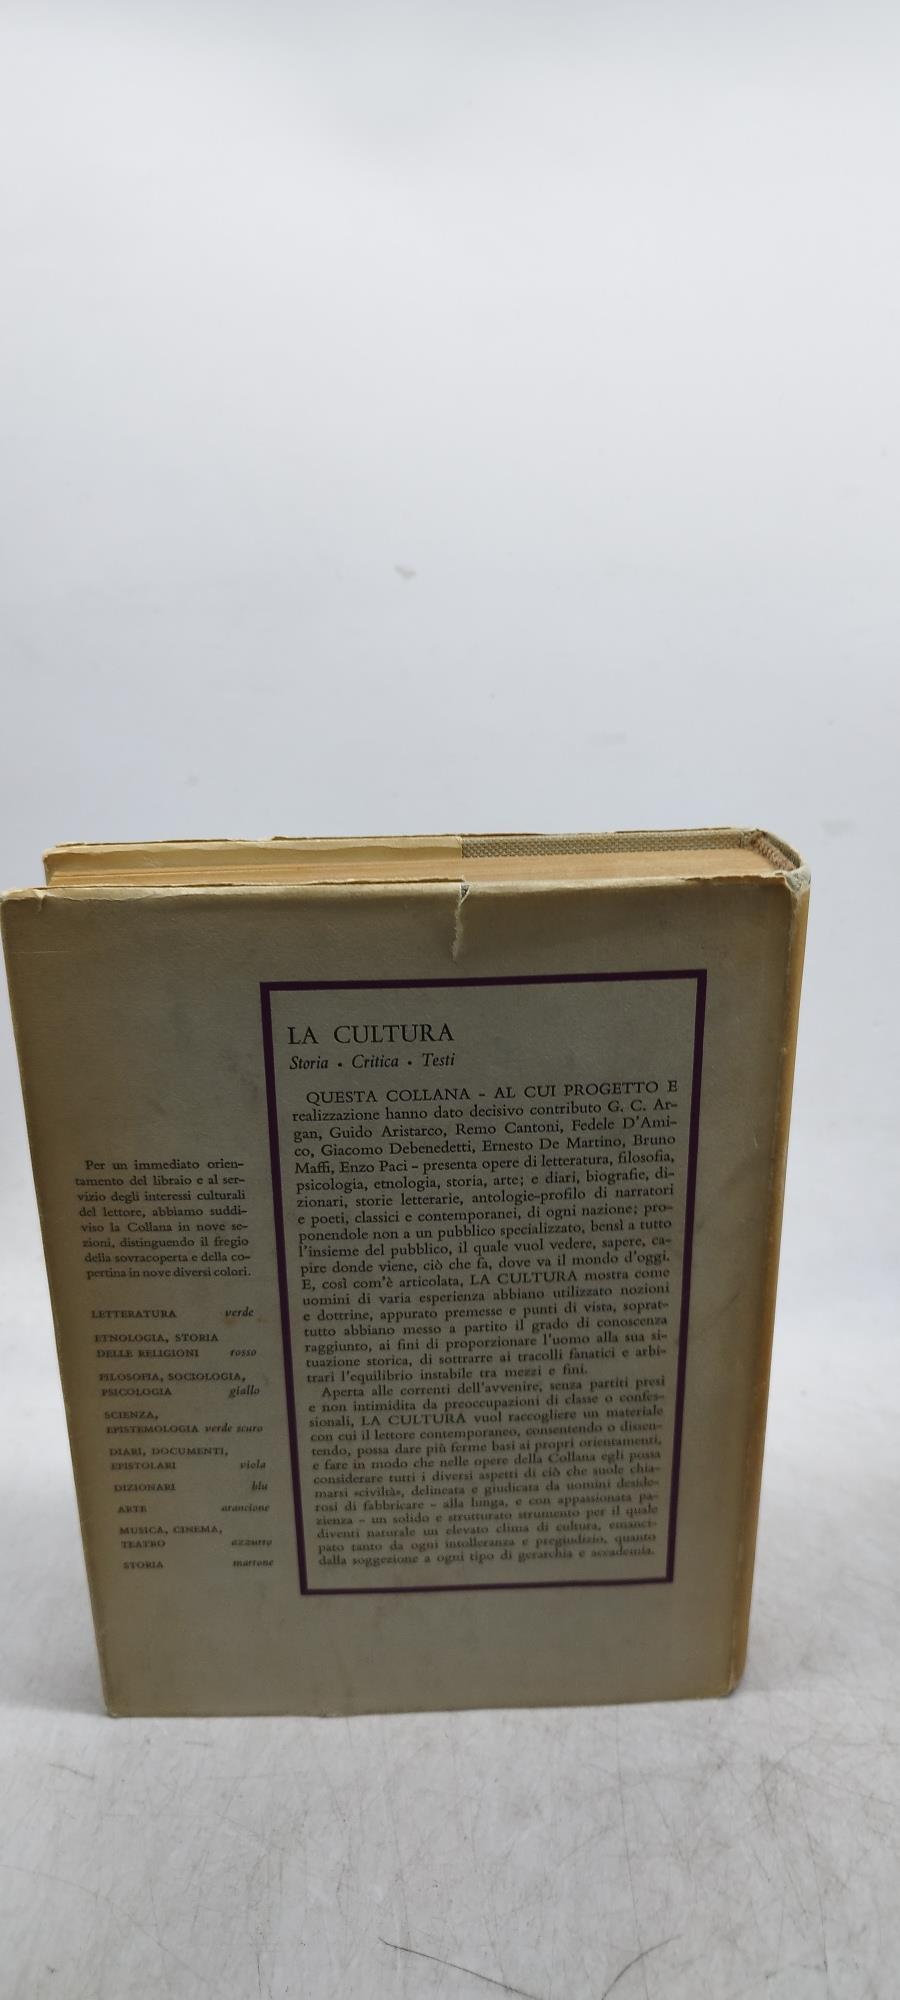 LA CULTURA
Storia • Critica • Testi
QUESTA COLLANA - AL CUI PROGETTO E
realizzazione hanno dato decisivo contributo G. C. Ar-
gan, Guido Aristarco, Remo Cantoni, Fedele D'Ami-
co, Giacomo Debenedetti, Ernesto De Martino, Bruno
Maffi, Enzo Paci - presenta opere di letteratura, filosofia,
psicologia, etnologia, storia, arte; e diari, biografie, di-
zionari, storie letterarie, antologie-profilo di narratori
e poeti, classici e contemporanei, di ogni nazione; pro-
ponendole non a un pubblico specializzato, bensì a tutto
l'insieme del pubblico, il quale vuol vedere, sapere, ca-
pire donde viene, ciò che fa, dove va il mondo d'oggi.
E, così com'è articolata, LA CULTURA mostra come
uomini di varia esperienza abbiano utilizzato nozioni
e dottrine, appurato premesse e punti di vista, soprat-
tutto abbiano messo a partito il grado di conoscenza
raggiunto, ai fini di proporzionare l'uomo alla sua si-
tuazione storica, di sottrarre ai tracolli fanatici e arbi-
trari l'equilibrio instabile tra mezzi e fini.
Aperta alle correnti dell'avvenire, senza partiti presi
e non intimidita da preoccupazioni di classe o confes-
sionali, LA CULTURA vuol raccogliere un materiale
con cui il lettore contemporaneo, consentendo o dissen-
tendo, possa dare più ferme basi ai propri orientamenti,
e fare in modo che nelle opere della Collana egli possa
considerare tutti i diversi aspetti di ciò che suole chia-
marsi «civiltà», delineata e giudicata da uomini deside-
rosi di fabbricare - alla lunga, e con appassionata pa-
zienza - un solido e strutturato strumento per il quale
diventi naturale un elevato clima di cultura, emanci-
pato tanto da ogni intolleranza e pregiudizio, quanto
dalla soggezione a ogni tipo di gerarchia e accademia.
Per un immediato orien-
tamento del libraio e al ser-
vizio degli interessi culturali
del lettore, abbiamo suddi-
viso la Collana in nove se-
zioni, distinguendo il fregio
della sovracoperta e della co-
pertina in nove diversi colori.
LETTERATURA verde
ETNOLOGIA, STORIA
DELLE RELIGIONI rosso
FILOSOFIA, SOCIOLOGIA,
PSICOLOGIA giallo
SCIENZA,
EPISTEMOLOGIA verde scuro
DIARI, DOCUMENTI,
EPISTOLARI viola
DIZIONARI blu
ARTE arancione
MUSICA, CINEMA,
TEATRO azzurro
STORIA marrone